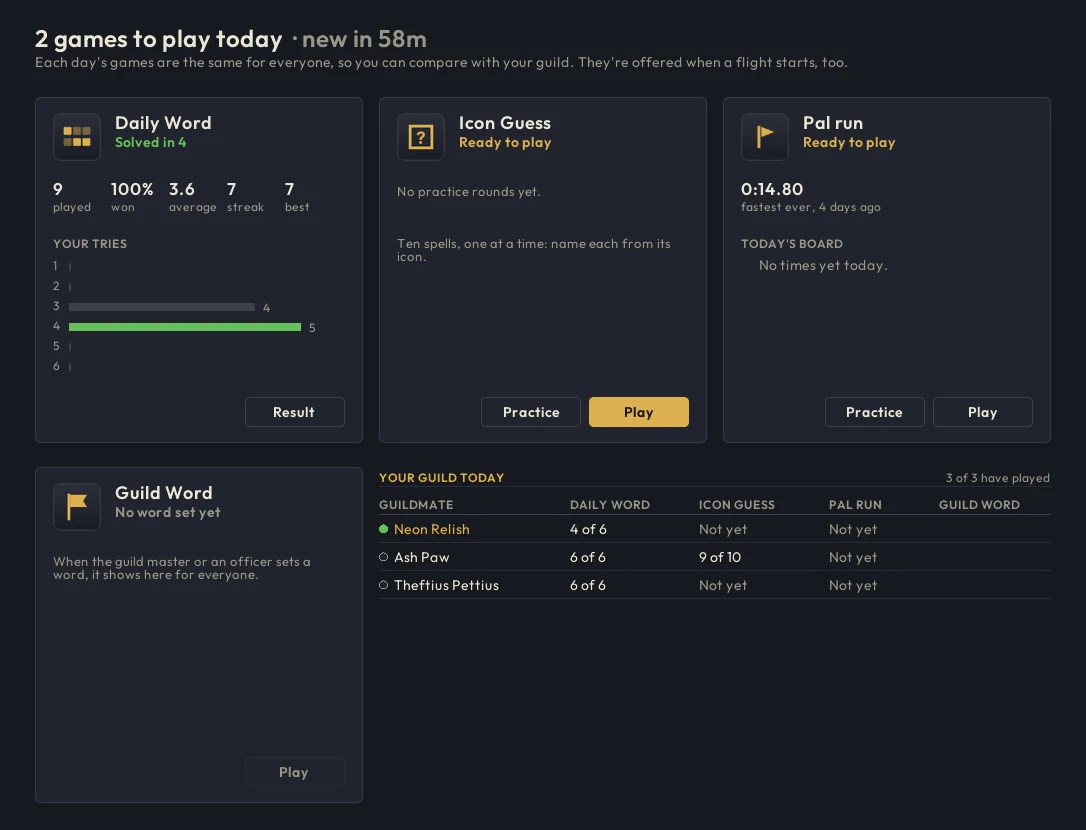 2 games to play today · new in 58m
Each day's games are the same for everyone, so you can compare with your guild. They're offered when a flight starts, too.
Daily Word
Solved in 4
9 100% 3.6 7 7
played won average streak best
YOUR TRIES
1
2
3 4
4 5
5
6
Result
Icon Guess
Ready to play
No practice rounds yet.
Ten spells, one at a time: name each from its
icon.
Practice Play
Pal run
Ready to play
0:14.80
fastest ever, 4 days ago
TODAY'S BOARD
No times yet today.
Practice Play
Guild Word
No word set yet
When the guild master or an officer sets a
word, it shows here for everyone.
Play
YOUR GUILD TODAY 3 of 3 have played
GUILDMATE DAILY WORD ICON GUESS PAL RUN GUILD WORD
Neon Relish 4 of 6 Not yet Not yet
Ash Paw 6 of 6 9 of 10 Not yet
Theftius Pettius 6 of 6 Not yet Not yet